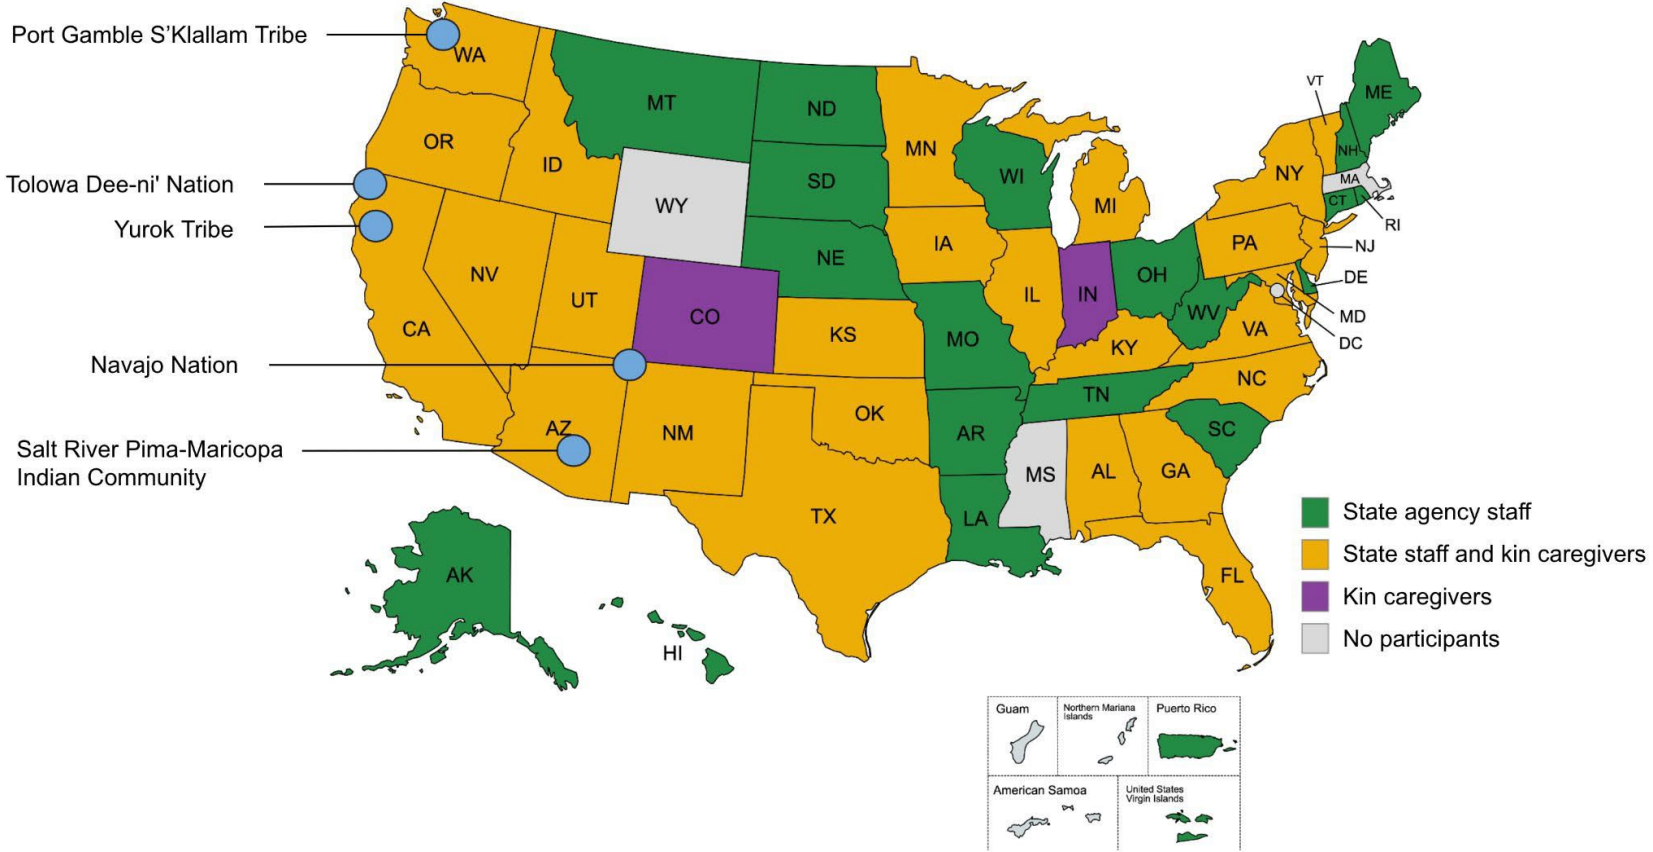 Port Gamble S’Klallam Tribe
Tolowa Dee-ni' Nation
Yurok Tribe
Navajo Nation
Salt River Pima-Maricopa
Indian Community
WA
OR
ID
MT
ND
MN
SD
WY
WI
MI
NY
VT
ME
NH
MA
CT
RI
NJ
PA
DE
MD
DC
NE
IA
IL
IN
OH
WV
VA
NV
UT
CO
KS
MO
KY
CA
AZ
NM
OK
AR
TN
NC
SC
TX
LA
MS
AL
GA
FL
AK
HI
State agency staff
State staff and kin caregivers
Kin caregivers
No participants
Guam
Northern Mariana
Islands
Puerto Rico
American Samoa
United States
Virgin Islands